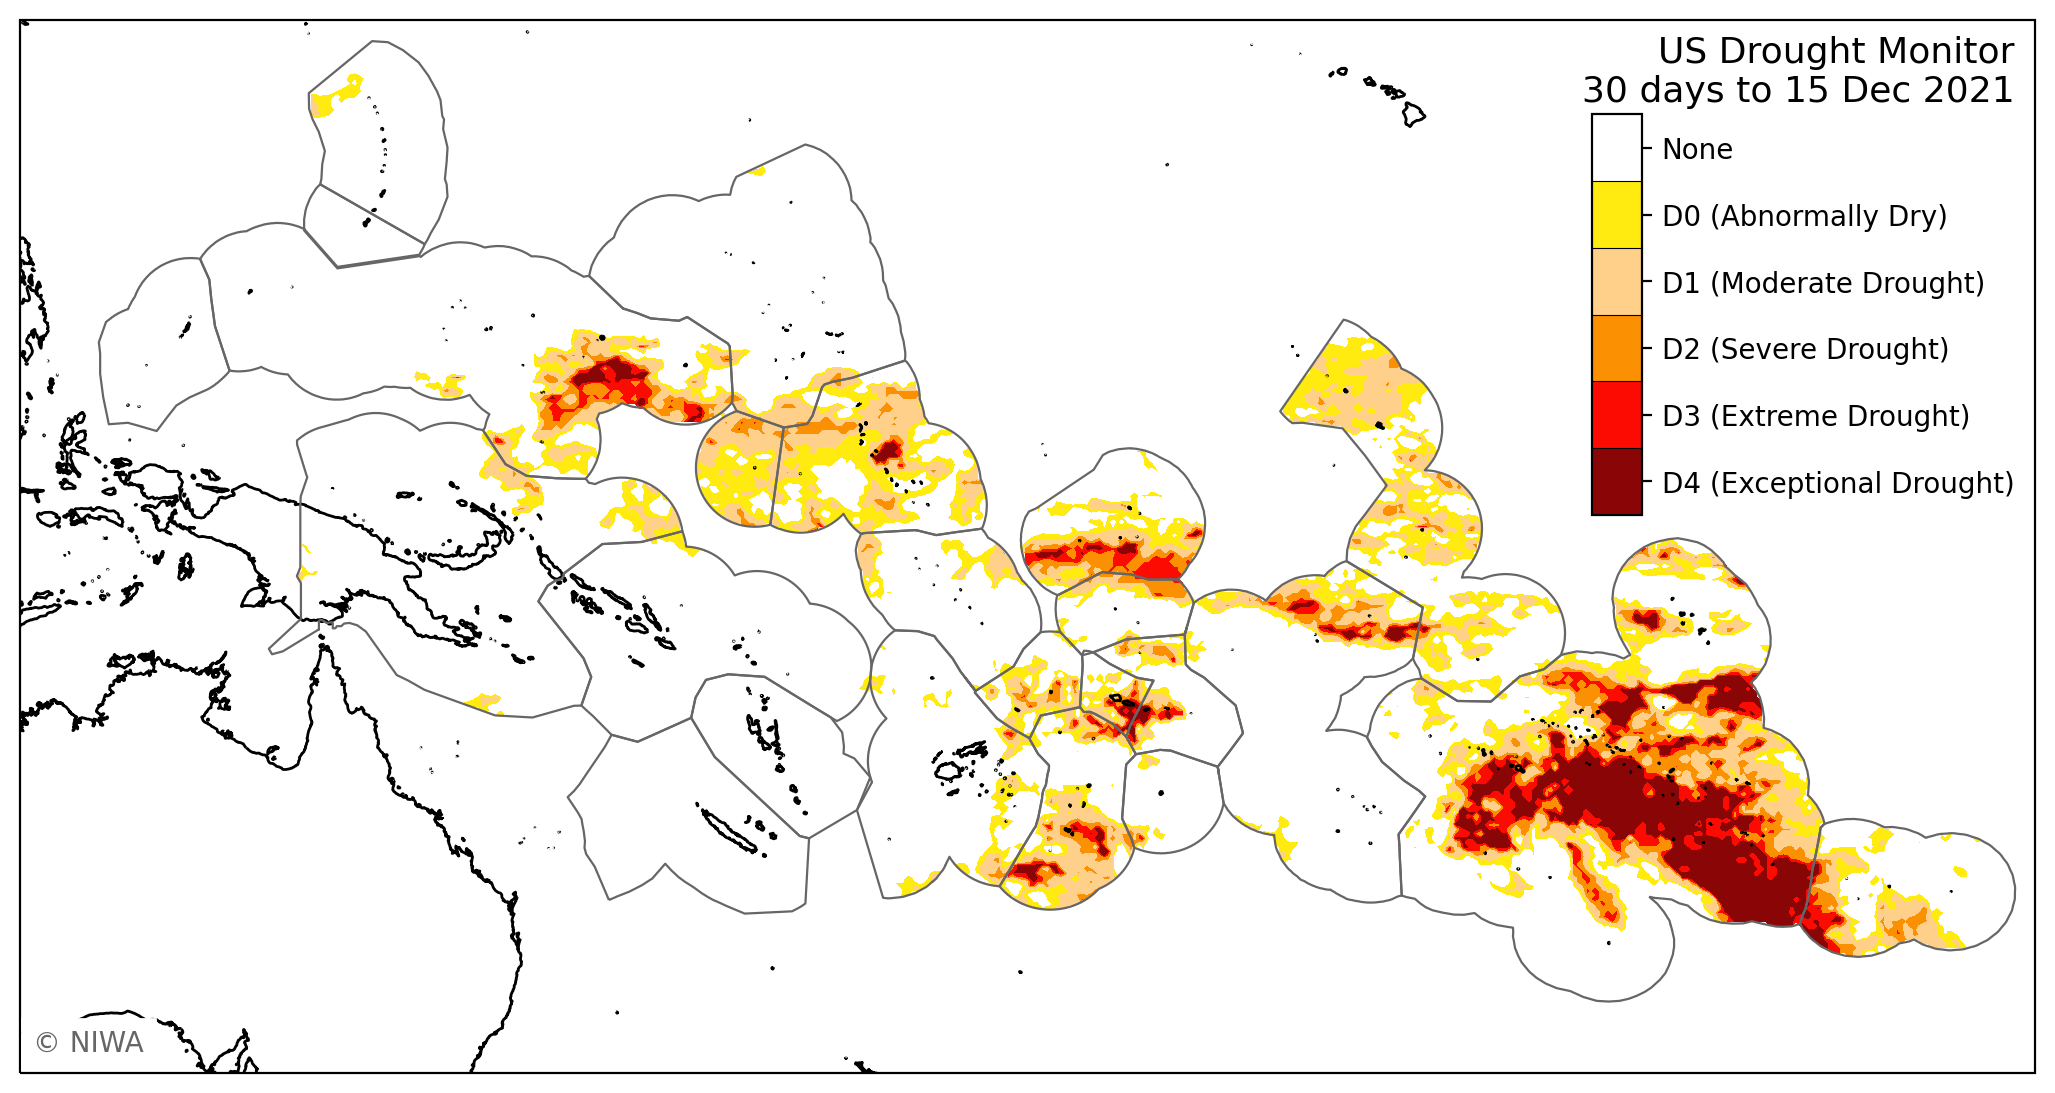 US Drought Monitor
30 days to 15 Dec 2021
None
D0 (Abnormally Dry)
D1 (Moderate Drought)
D2 (Severe Drought)
D3 (Extreme Drought)
D4 (Exceptional Drought)
© NIWA